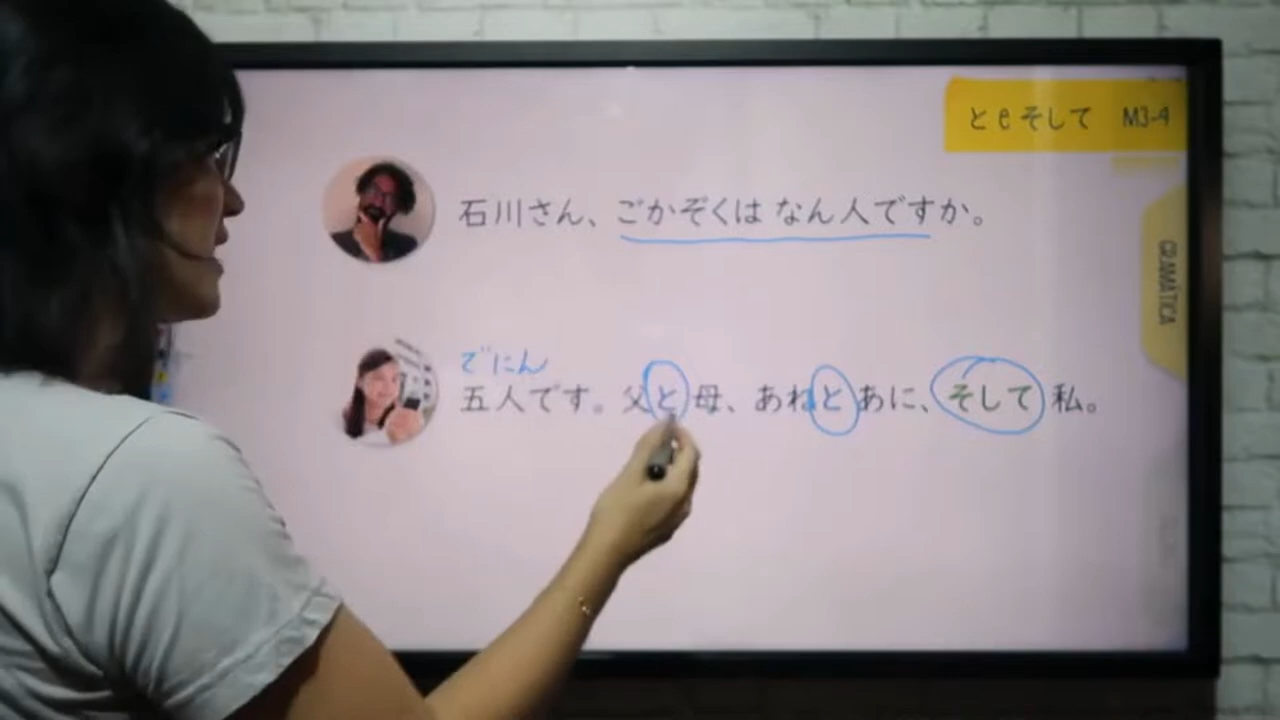 と e そして M3-4
石川さん、ごかぞくは なん人ですか。
GRAMÁTICA
でにん
五人です。父と母、あねとあに、そして 私。